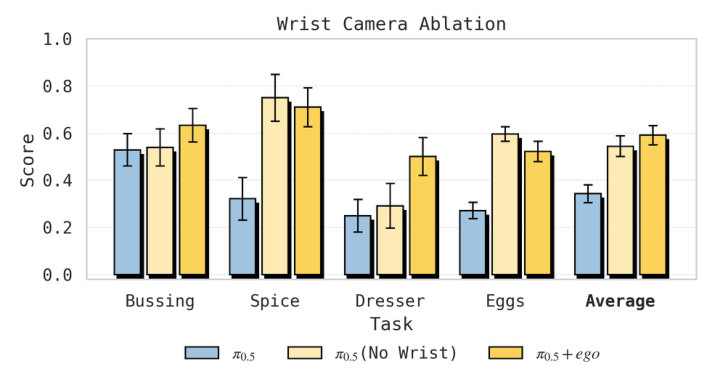 Wrist Camera Ablation
1.0
0.8
0.6
0.4
0.2
0.0
Score
Bussing Spice Dresser Eggs Average
Task
π0.5 π0.5(No Wrist) π0.5 + ego